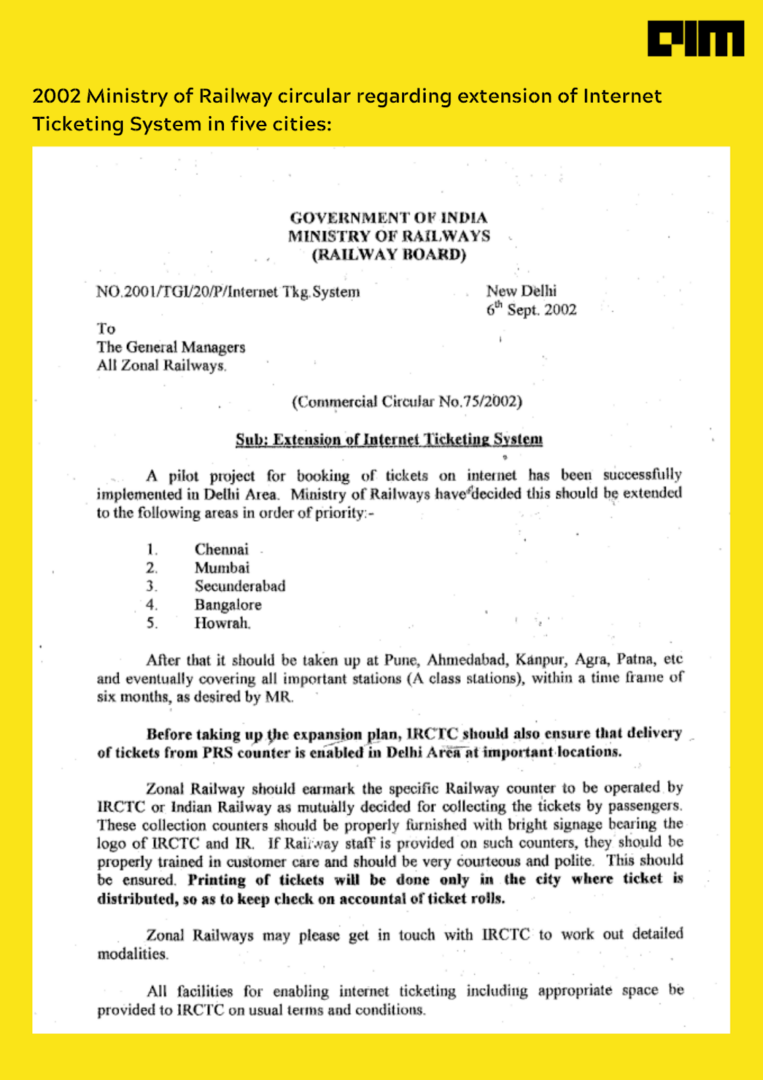 AIM
2002 Ministry of Railway circular regarding extension of Internet
Ticketing System in five cities:
GOVERNMENT OF INDIA
MINISTRY OF RAILWAYS
(RAILWAY BOARD)
NO.2001/TGI/20/P/Internet Tkg.System
New Delhi
6th Sept. 2002
To
The General Managers
All Zonal Railways.
(Commercial Circular No.75/2002)
Sub: Extension of Internet Ticketing System
A pilot project for booking of tickets on internet has been successfully
implemented in Delhi Area. Ministry of Railways have decided this should be extended
to the following areas in order of priority:-
1. Chennai
2. Mumbai
3. Secunderabad
4. Bangalore
5. Howrah.
After that it should be taken up at Pune, Ahmedabad, Kanpur, Agra, Patna, etc
and eventually covering all important stations (A class stations), within a time frame of
six months, as desired by MR.
Before taking up the expansion plan, IRCTC should also ensure that delivery
of tickets from PRS counter is enabled in Delhi Area at important locations.
Zonal Railway should earmark the specific Railway counter to be operated by
IRCTC or Indian Railway as mutually decided for collecting the tickets by passengers.
These collection counters should be properly furnished with bright signage bearing the
logo of IRCTC and IR. If Railway staff is provided on such counters, they should be
properly trained in customer care and should be very courteous and polite. This should
be ensured. Printing of tickets will be done only in the city where ticket is
distributed, so as to keep check on accountal of ticket rolls.
Zonal Railways may please get in touch with IRCTC to work out detailed
modalities.
All facilities for enabling internet ticketing including appropriate space be
provided to IRCTC on usual terms and conditions.